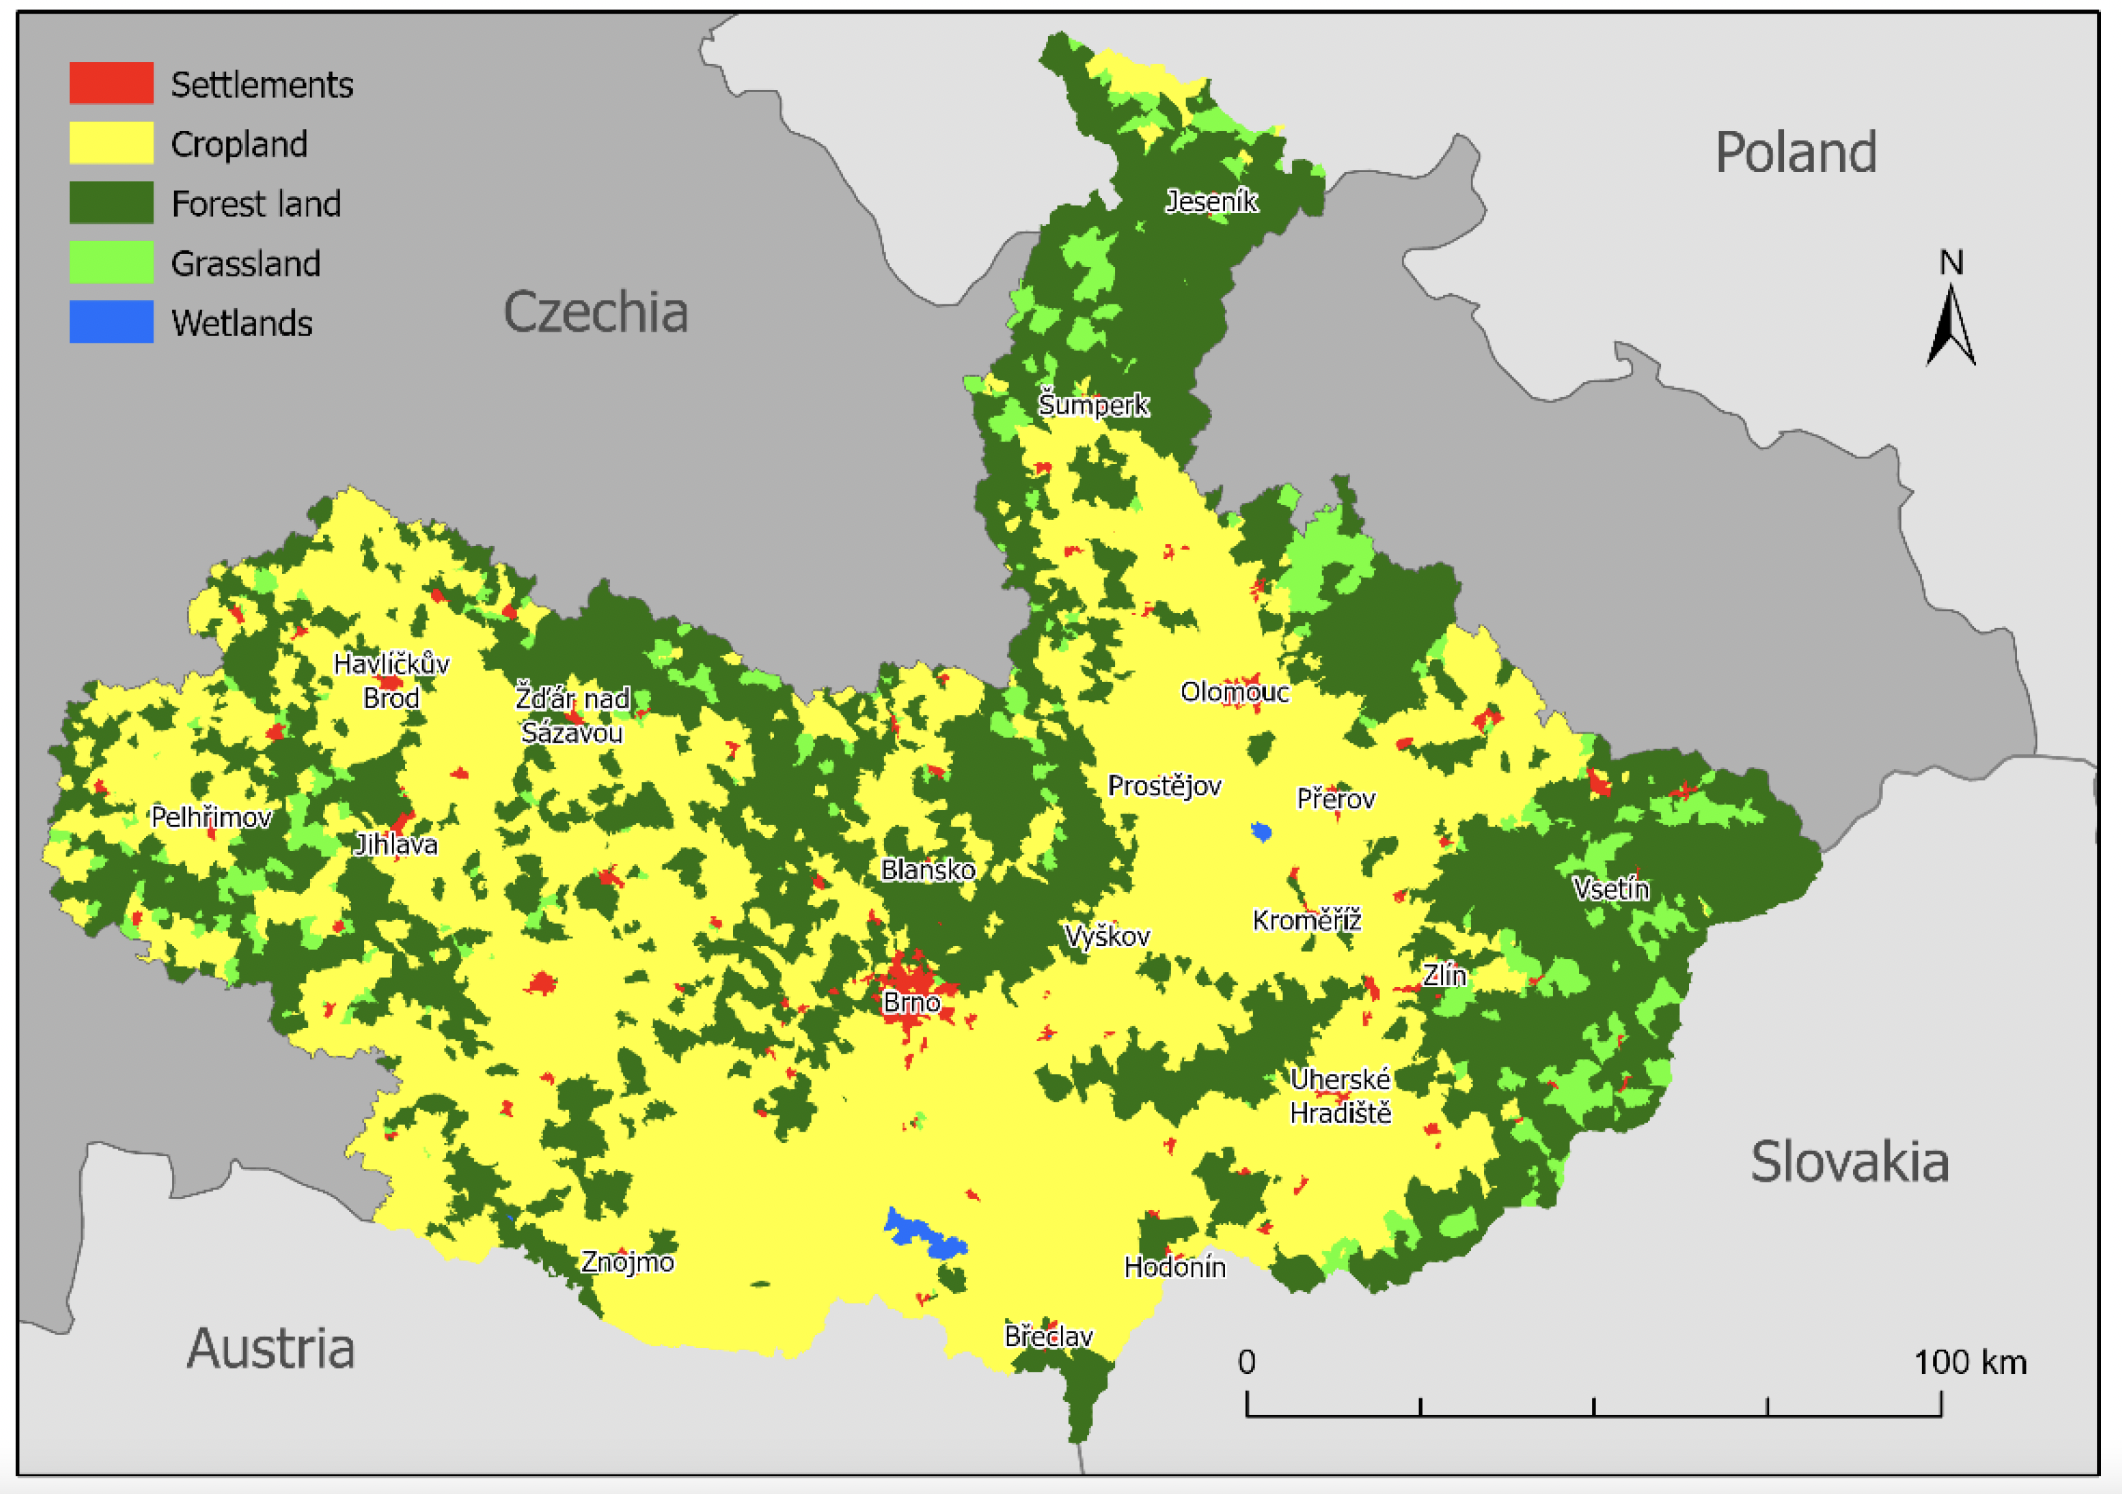 Settlements
Cropland
Forest land
Grassland
Wetlands
Poland
Jeseník
N
Czechia
Šumperk
Havlíčkův
Brod
Žďár nad
Sázavou
Olomouc
Prostějov
Přerov
Pelhřimov
Jihlava
Blansko
Vsetín
Kroměříž
Vyškov
Zlín
Brno
Uherské
Hradiště
Slovakia
Znojmo
Hodonín
Břeclav
Austria
0
100 km